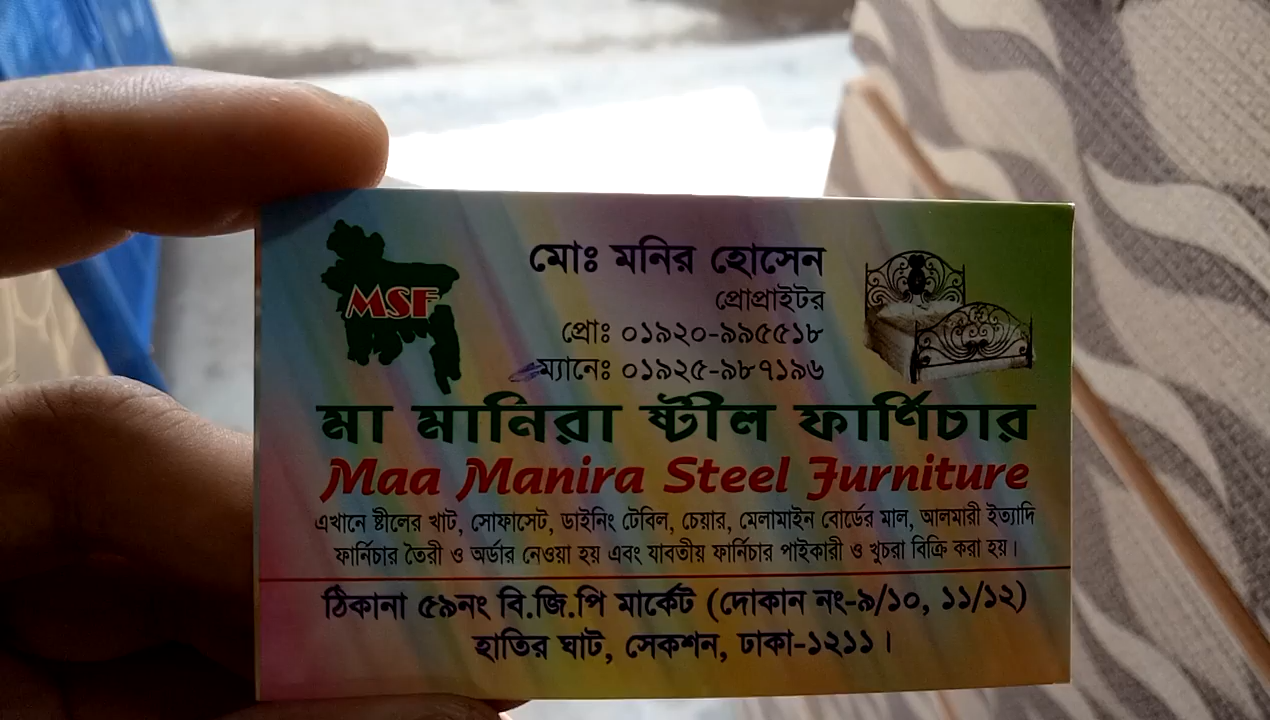 MSF
মোঃ মনির হোসেন
প্রোপ্রাইটর
প্রোঃ ০১৯২০-৯৯৫৫১৮
ম্যানেঃ ০১৯২৫-৯৮৭১৯৬
মা মানিরা ষ্টীল ফার্ণিচার
Maa Manira Steel Furniture
এখানে ষ্টীলের খাট, সোফাসেট, ডাইনিং টেবিল, চেয়ার, মেলামাইন বোর্ডের মাল, আলমারী ইত্যাদি
ফার্নিচার তৈরী ও অর্ডার নেওয়া হয় এবং যাবতীয় ফার্নিচার পাইকারী ও খুচরা বিক্রি করা হয়।
ঠিকানা ৫৯নং বি.জি.পি মার্কেট (দোকান নং-৯/১০, ১১/১২)
হাতির ঘাট, সেকশন, ঢাকা-১২১১।